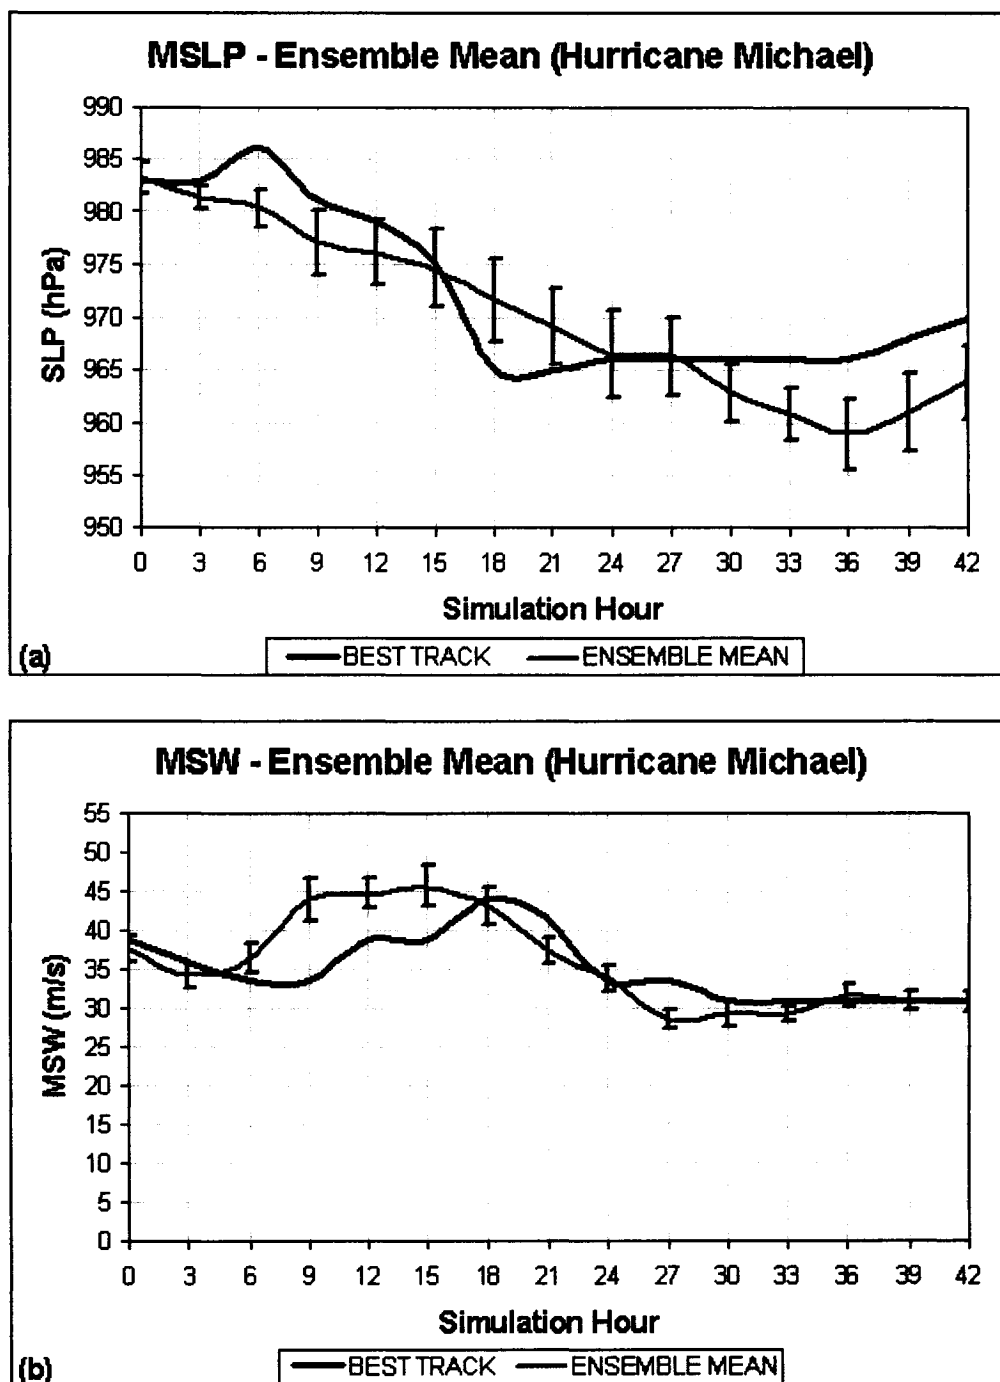 MSLP - Ensemble Mean (Hurricane Michael)
990
985
980
975
970
965
960
955
950
SLP (hPa)
0 3 6 9 12 15 18 21 24 27 30 33 36 39 42
Simulation Hour
(a)
BEST TRACK ENSEMBLE MEAN
MSW - Ensemble Mean (Hurricane Michael)
55
50
45
40
35
30
25
20
15
10
5
0
MSW (m/s)
0 3 6 9 12 15 18 21 24 27 30 33 36 39 42
Simulation Hour
(b)
BEST TRACK ENSEMBLE MEAN